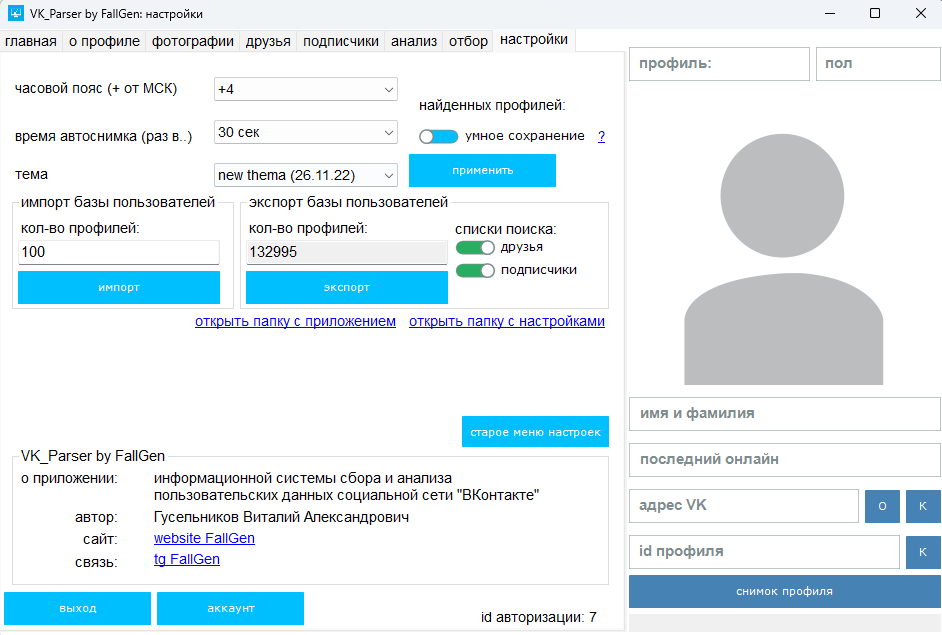 VK_Parser by FallGen: настройки
главная о профиле фотографии друзья подписчики анализ отбор настройки
часовой пояс (+ от МСК) +4
найденных профилей:
время автоснимка (раз в..) 30 сек
умное сохранение ?
тема new thema (26.11.22)
применить
импорт базы пользователей
кол-во профилей:
100
импорт
экспорт базы пользователей
кол-во профилей:
132995
экспорт
списки поиска:
друзья
подписчики
открыть папку с приложением открыть папку с настройками
старое меню настроек
VK_Parser by FallGen
о приложении: информационной системы сбора и анализа
пользовательских данных социальной сети "ВКонтакте"
автор: Гусельников Виталий Александрович
сайт: website FallGen
связь: tg FallGen
выход аккаунт
id авторизации: 7
профиль: пол
имя и фамилия
последний онлайн
адрес VK О К
id профиля К
снимок профиля